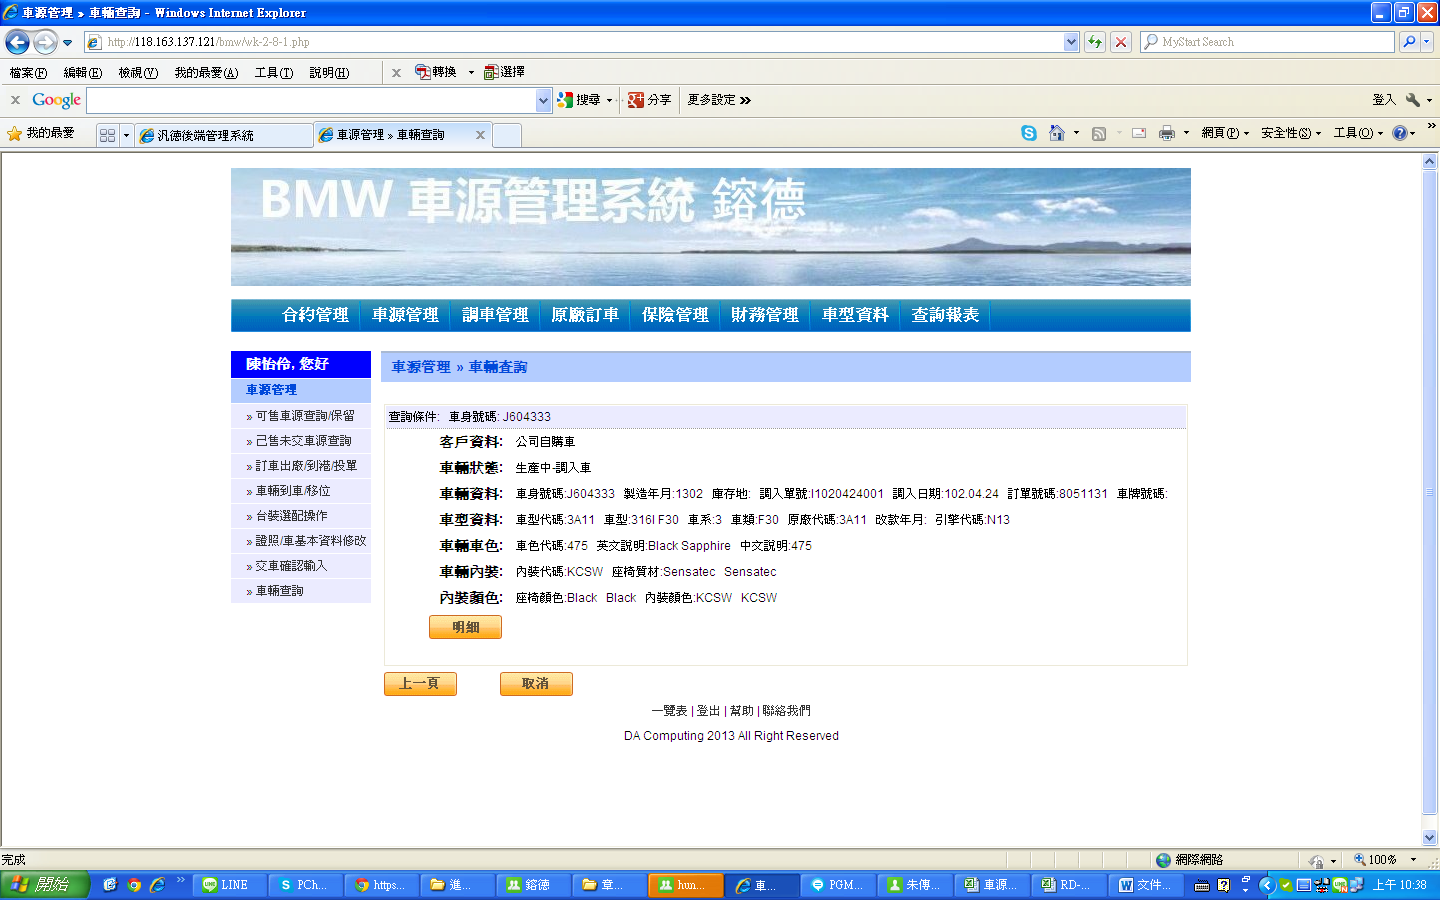 車源管理 » 車輛查詢 - Windows Internet Explorer
http://118.163.137.121/bmw/wk-2-8-1.php
MyStart Search
檔案(F) 編輯(E) 檢視(V) 我的最愛(A) 工具(T) 說明(H) x 轉換 選擇
x Google 搜尋 分享 更多設定 » 登入
我的最愛 汎德後端管理系統 車源管理 » 車輛查詢 網頁(P) 安全性(S) 工具(O)
BMW 車源管理系統 鎔德
合約管理 車源管理 調車管理 原廠訂車 保險管理 財務管理 車型資料 查詢報表
陳怡伶, 您好
車源管理
» 可售車源查詢/保留
» 己售未交車源查詢
» 訂車出廠/到港/投單
» 車輛到車/移位
» 台裝選配操作
» 證照/車基本資料修改
» 交車確認輸入
» 車輛查詢
車源管理 » 車輛查詢
查詢條件: 車身號碼: J604333
客戶資料: 公司自購車
車輛狀態: 生產中-調入車
車輛資料: 車身號碼:J604333 製造年月:1302 庫存地: 調入單號:I1020424001 調入日期:102.04.24 訂單號碼:8051131 車牌號碼:
車型資料: 車型代碼:3A11 車型:316I F30 車系:3 車類:F30 原廠代碼:3A11 改款年月: 引擎代碼:N13
車輛車色: 車色代碼:475 英文說明:Black Sapphire 中文說明:475
車輛內裝: 內裝代碼:KCSW 座椅質材:Sensatec Sensatec
內裝顏色: 座椅顏色:Black Black 內裝顏色:KCSW KCSW
明細
上一頁 取消
一覽表 | 登出 | 幫助 | 聯絡我們
DA Computing 2013 All Right Reserved
完成 網際網路 100%
開始 LINE PCh... https... 進... 鎔德 章... hun... 車... PGM... 朱傳... 車源... RD-... 文件... 上午 10:38